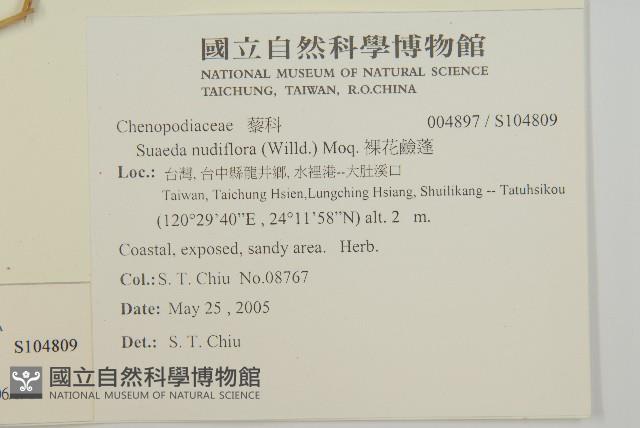 國立自然科學博物館
NATIONAL MUSEUM OF NATURAL SCIENCE
TAICHUNG, TAIWAN, R.O.CHINA
Chenopodiaceae 藜科 004897 / S104809
Suaeda nudiflora (Willd.) Moq. 裸花鹼蓬
Loc.: 台灣, 台中縣龍井鄉, 水裡港--大肚溪口
Taiwan, Taichung Hsien,Lungching Hsiang, Shuilikang -- Tatuhsikou
(120°29’40”E , 24°11’58”N) alt. 2 m.
Coastal, exposed, sandy area. Herb.
Col.: S. T. Chiu No.08767
Date: May 25 , 2005
Det.: S. T. Chiu
S104809
國立自然科學博物館
NATIONAL MUSEUM OF NATURAL SCIENCE